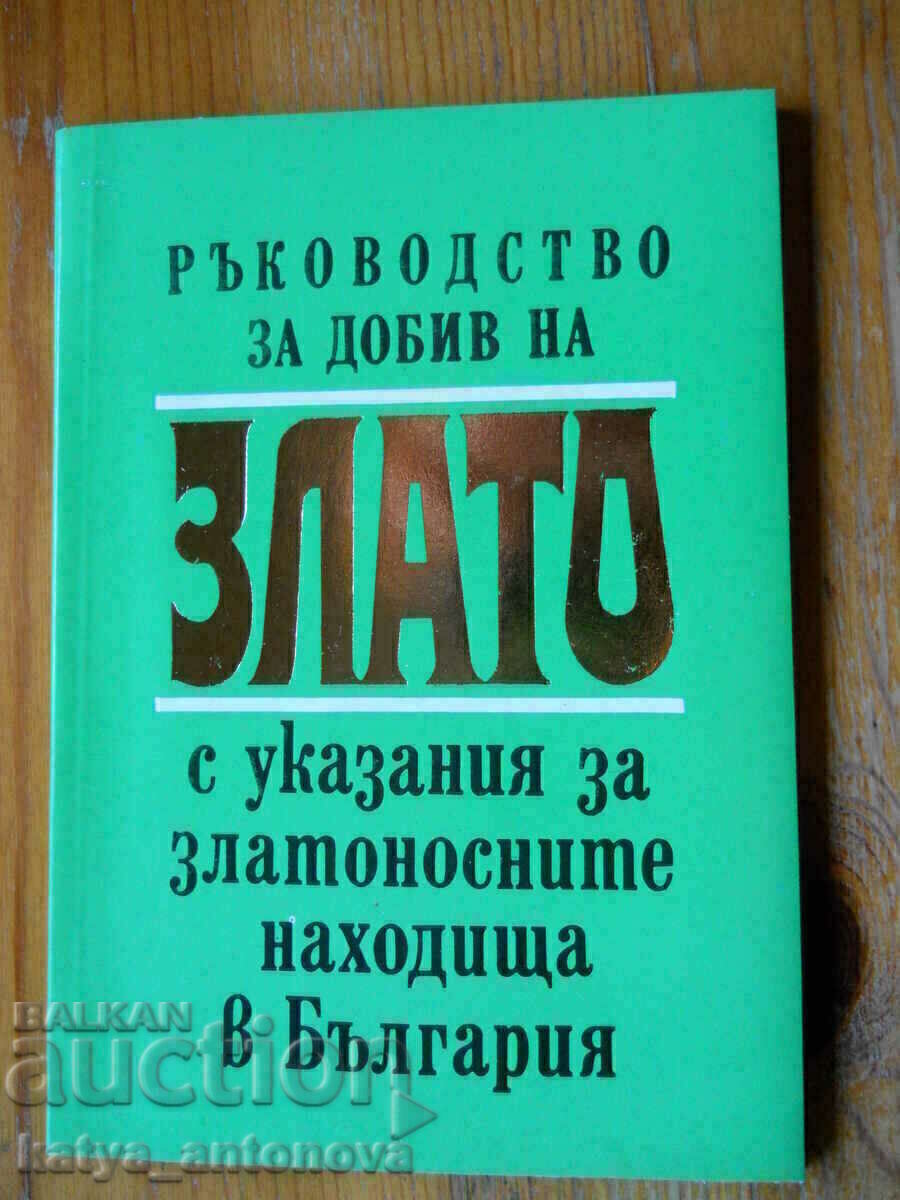 РЪКОВОДСТВО
ЗА ДОБИВ НА
ЗЛАТО
с указания за
златоносните
находища
в България
BALKAN
auction
katya_antonova